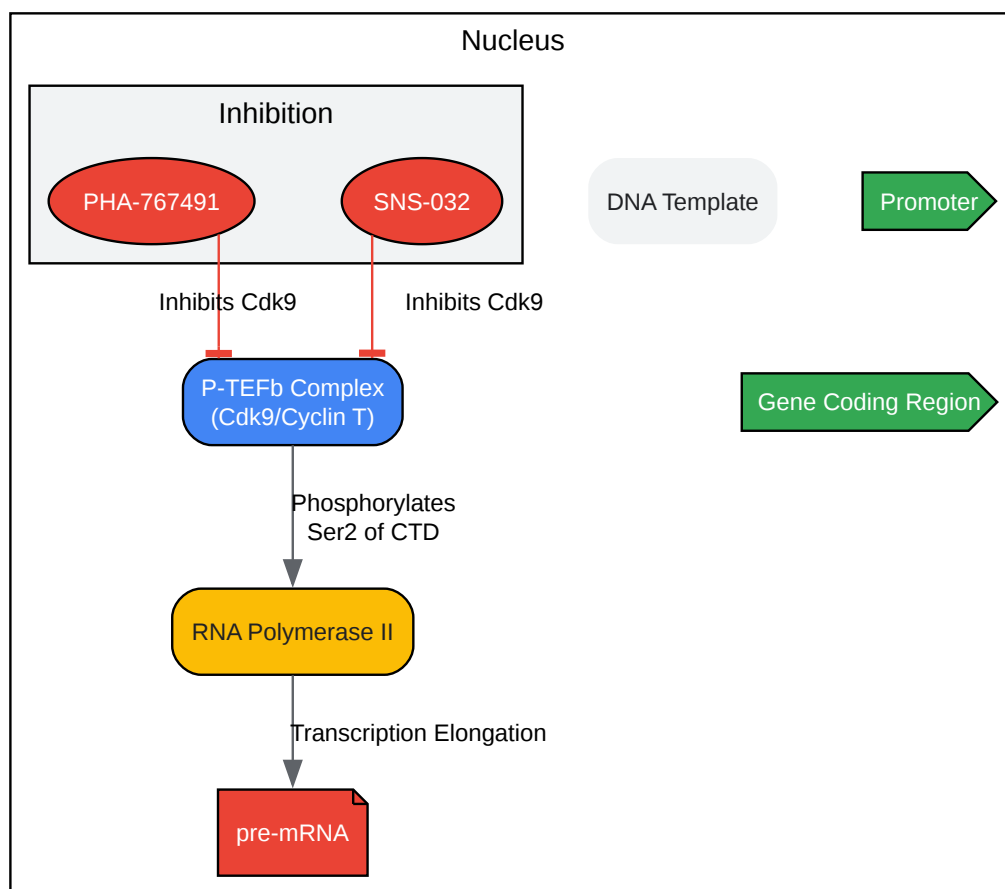 Nucleus
Inhibition
PHA-767491
SNS-032
DNA Template
Promoter
Inhibits Cdk9
Inhibits Cdk9
P-TEFb Complex
(Cdk9/Cyclin T)
Gene Coding Region
Phosphorylates
Ser2 of CTD
RNA Polymerase II
Transcription Elongation
pre-mRNA